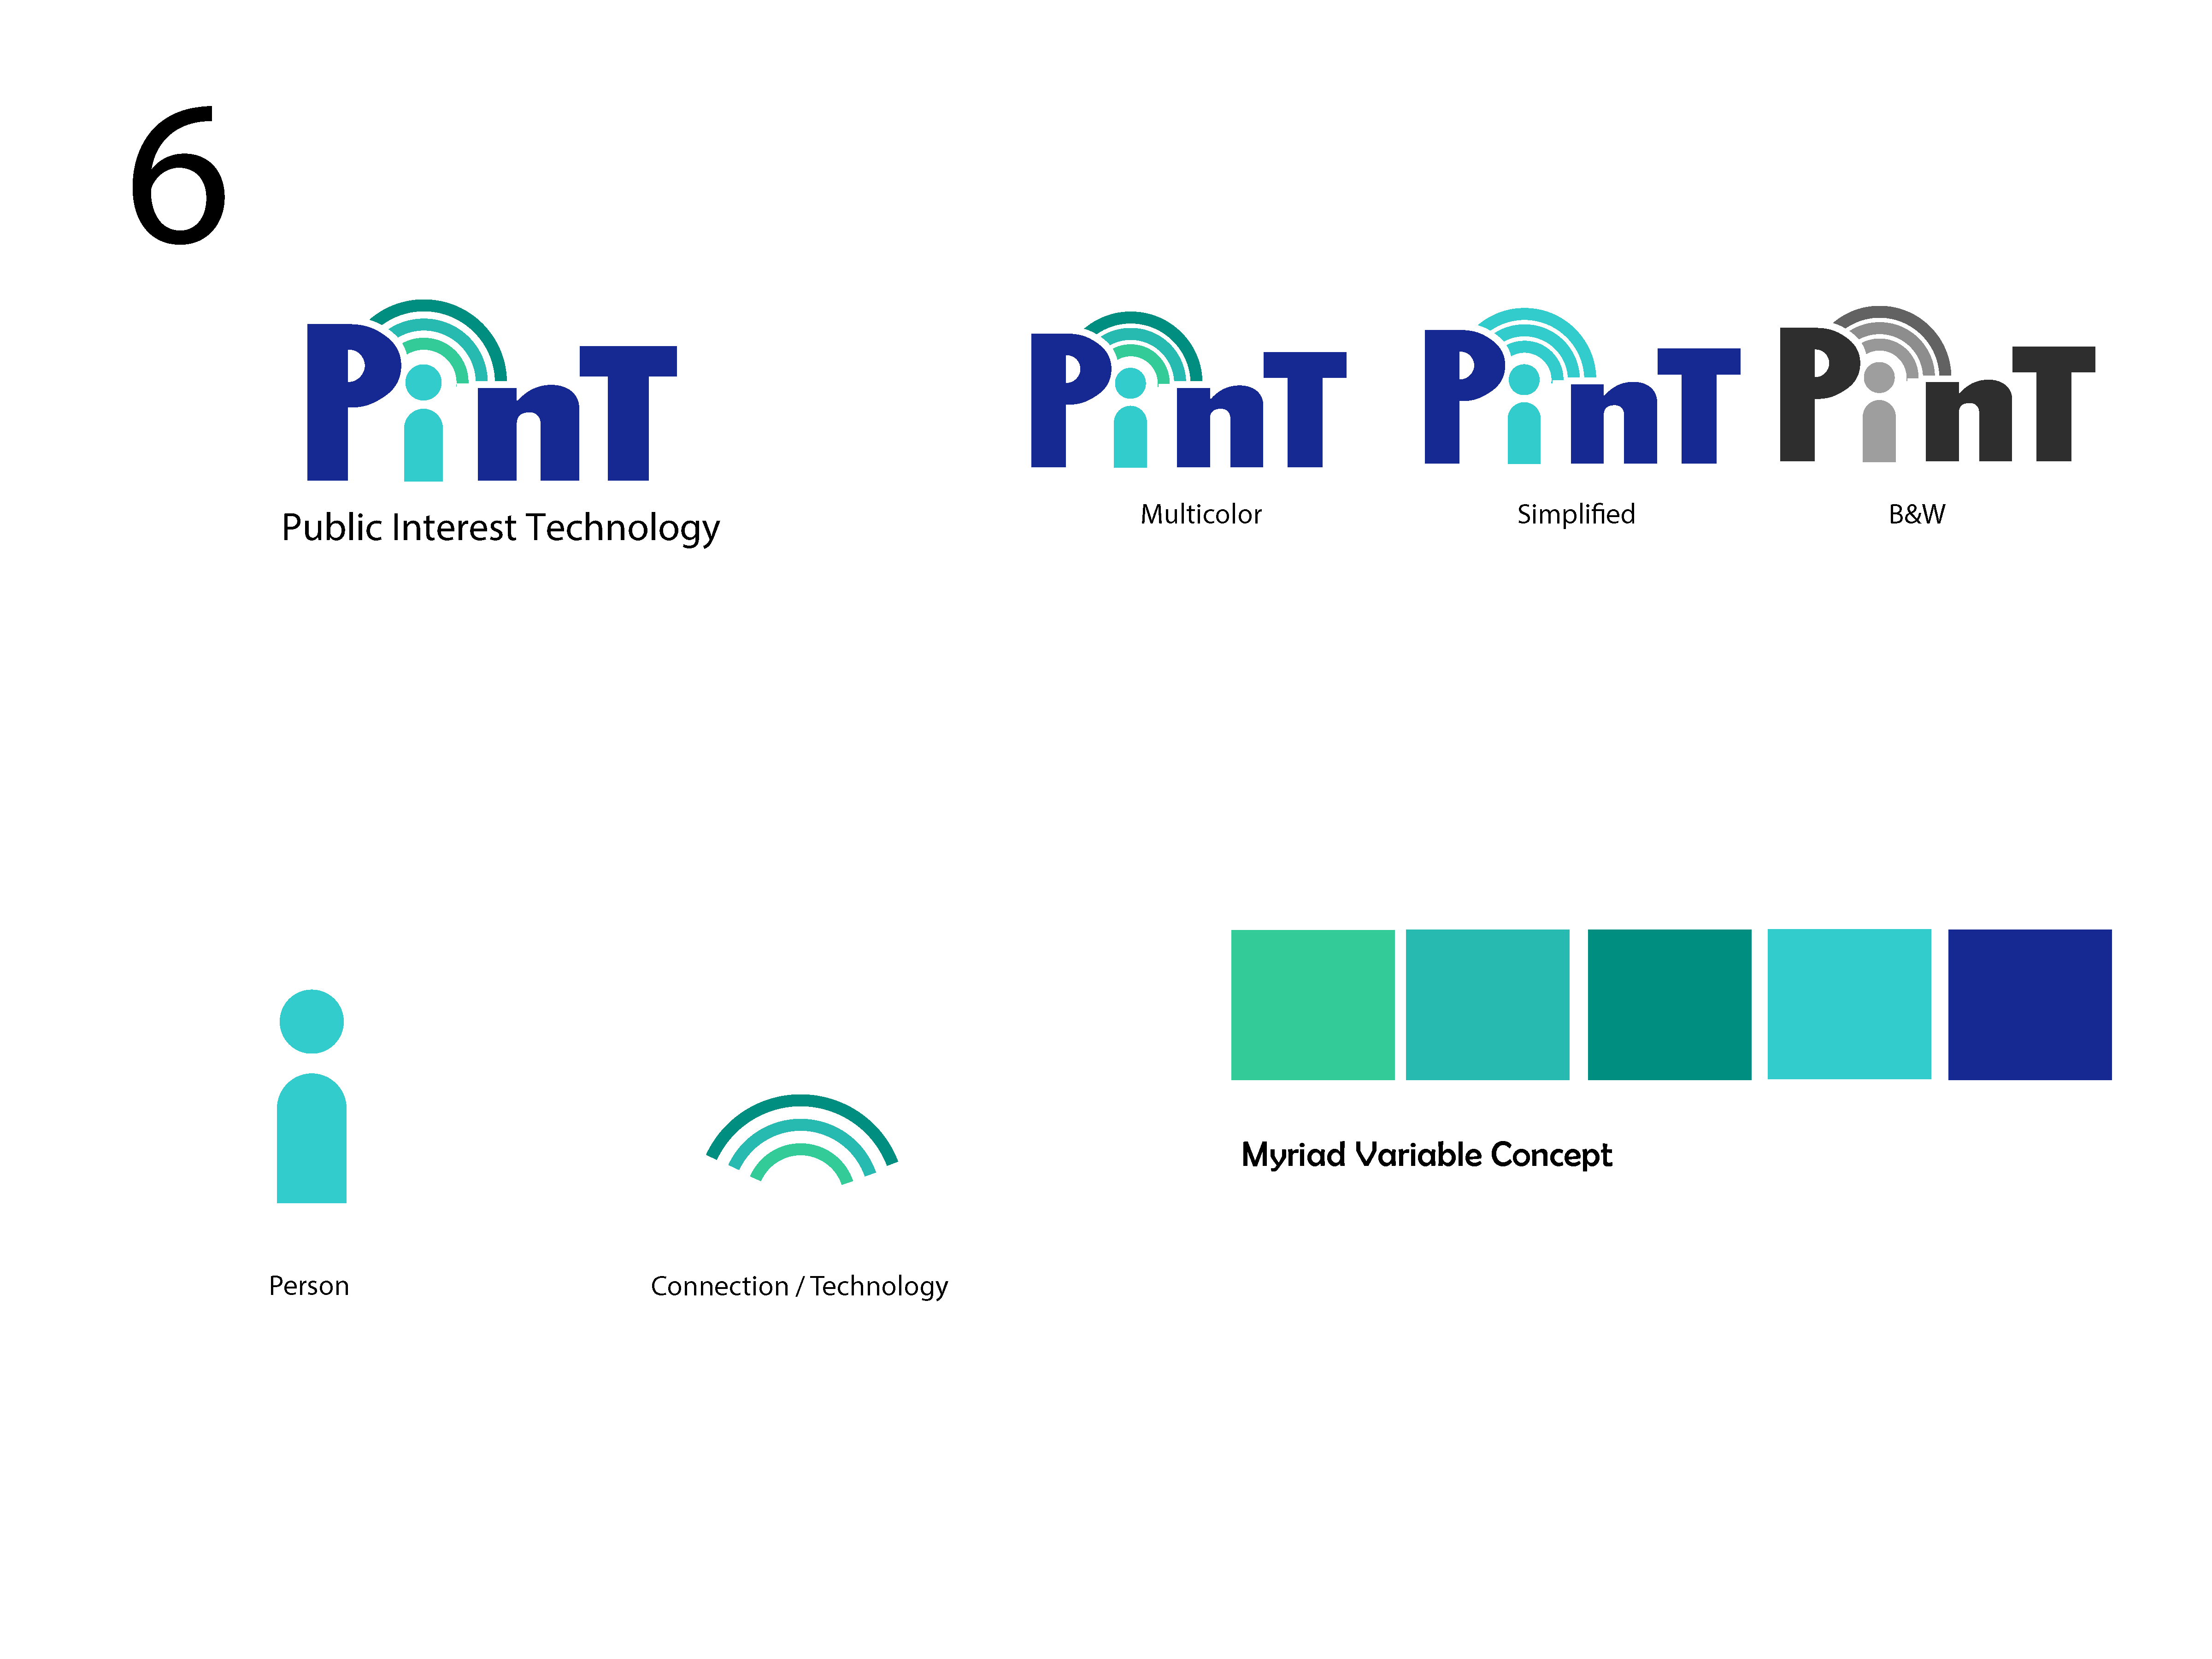 6
PinT
Public Interest Technology
PinT
Multicolor
PinT
Simplified
PinT
B&W
Person
Connection / Technology
Myriad Variable Concept